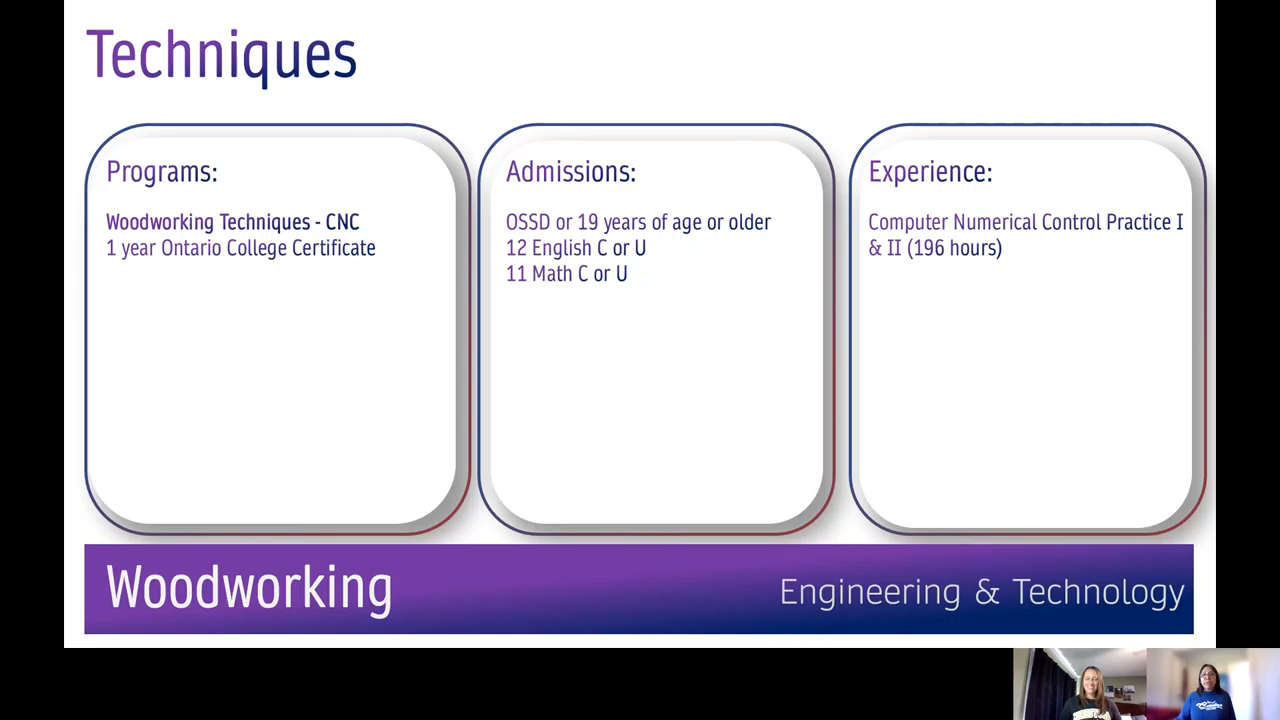 Techniques
Programs:
Woodworking Techniques - CNC
1 year Ontario College Certificate
Admissions:
OSSD or 19 years of age or older
12 English C or U
11 Math C or U
Experience:
Computer Numerical Control Practice I
& II (196 hours)
Woodworking
Engineering & Technology